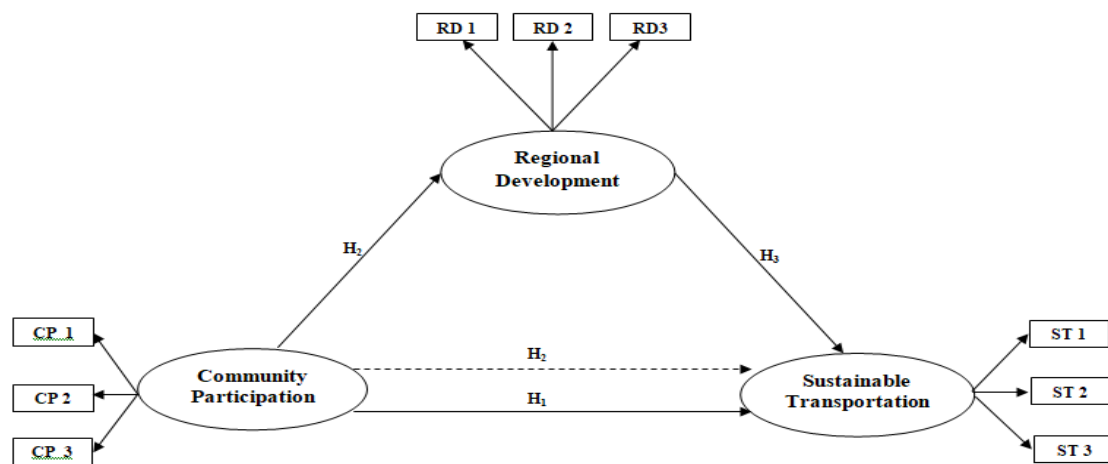 RD 1
RD 2
RD3
Regional
Development
H₂
H₃
CP 1
CP 2
CP 3
Community
Participation
H₂
H₁
Sustainable
Transportation
ST 1
ST 2
ST 3